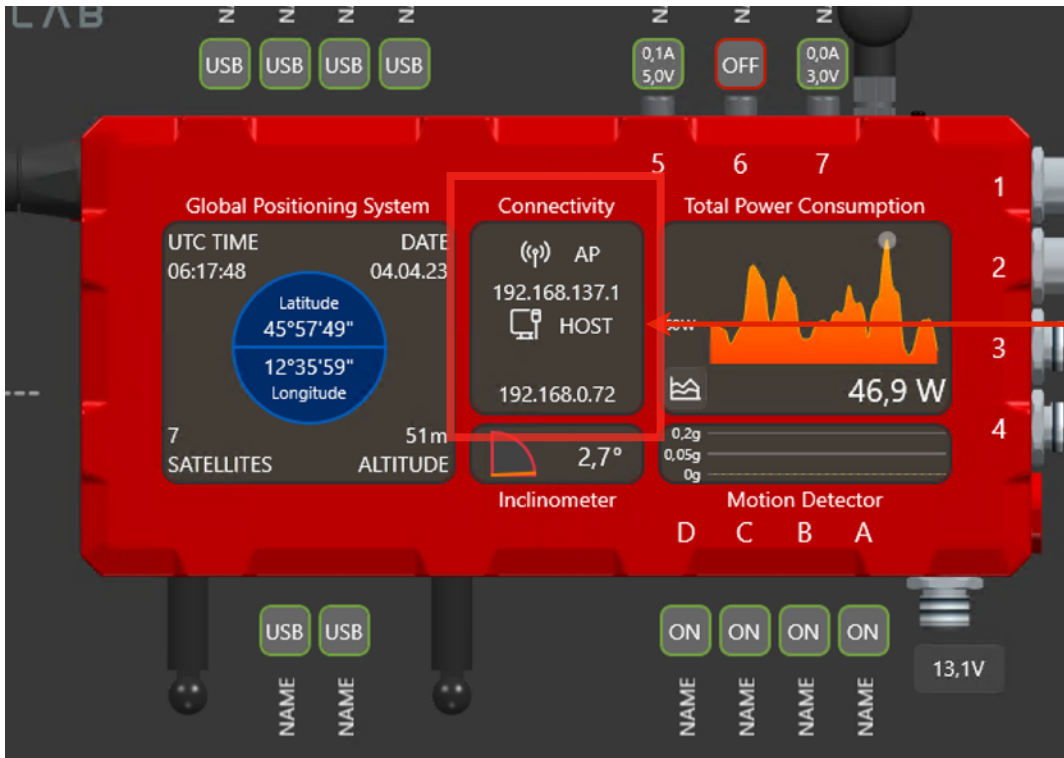 LAB
N
N
N
N
N
N
N
USB
USB
USB
USB
0,1A
5,0V
OFF
0,0A
3,0V
5
6
7
1
2
3
4
Global Positioning System
UTC TIME
DATE
06:17:48
04.04.23
Latitude
45°57'49"
12°35'59"
Longitude
7
51m
SATELLITES
ALTITUDE
Connectivity
AP
192.168.137.1
HOST
192.168.0.72
2,7°
Inclinometer
Total Power Consumption
46,9 W
0,2g
0,05g
0g
Motion Detector
D
C
B
A
USB
USB
ON
ON
ON
ON
13,1V
NAME
NAME
NAME
NAME
NAME
NAME